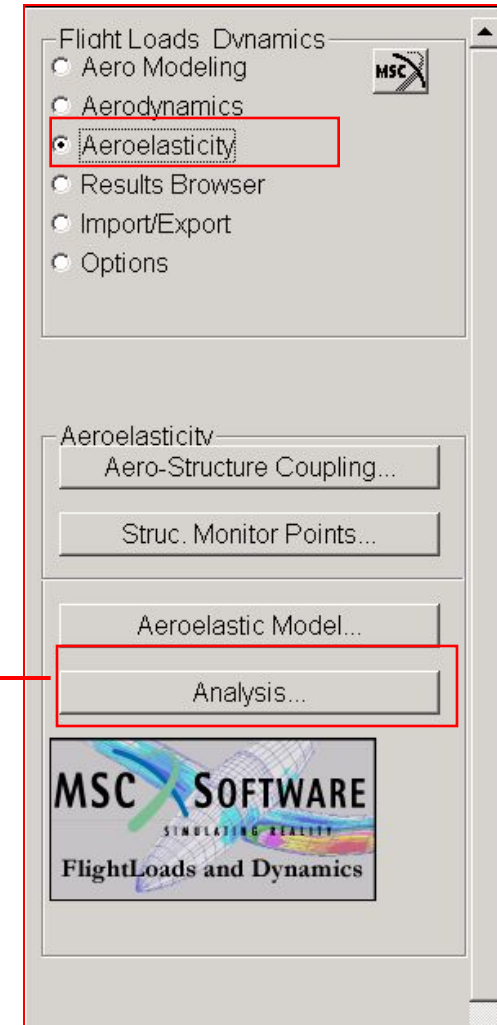 Flight Loads Dynamics
Aero Modeling
MSC
Aerodynamics
Aeroelasticity
Results Browser
Import/Export
Options
Aeroelasticity
Aero-Structure Coupling...
Struc. Monitor Points...
Aeroelastic Model...
Analysis...
MSC SOFTWARE
SIMULATING REALITY
FlightLoads and Dynamics